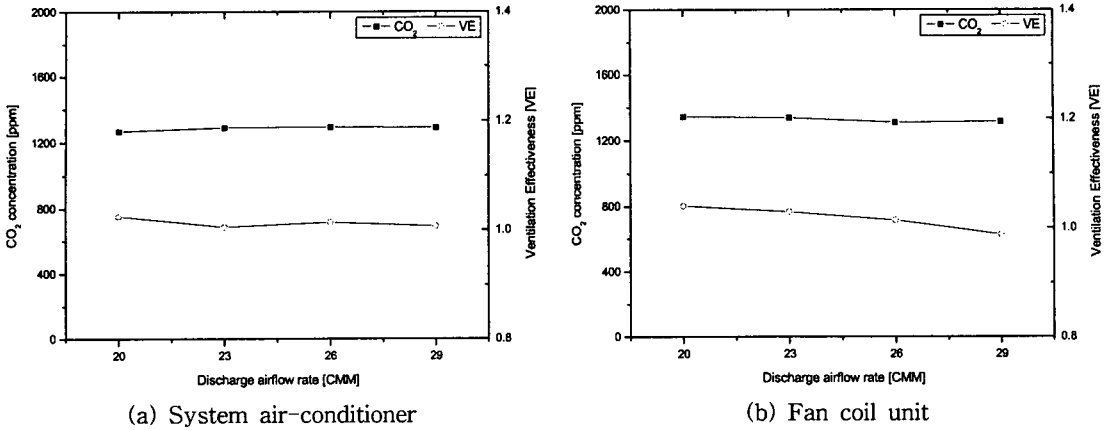 2000
1600
1200
800
400
0
CO₂ concentration [ppm]
1.4
1.2
1.0
0.8
Ventilation Effectiveness [VE]
CO₂ VE
20 23 26 29
Discharge airflow rate [CMM]
(a) System air-conditioner
2000
1600
1200
800
400
0
CO₂ concentration [ppm]
1.4
1.2
1.0
0.8
Ventilation Effectiveness [VE]
CO₂ VE
20 23 26 29
Discharge airflow rate [CMM]
(b) Fan coil unit